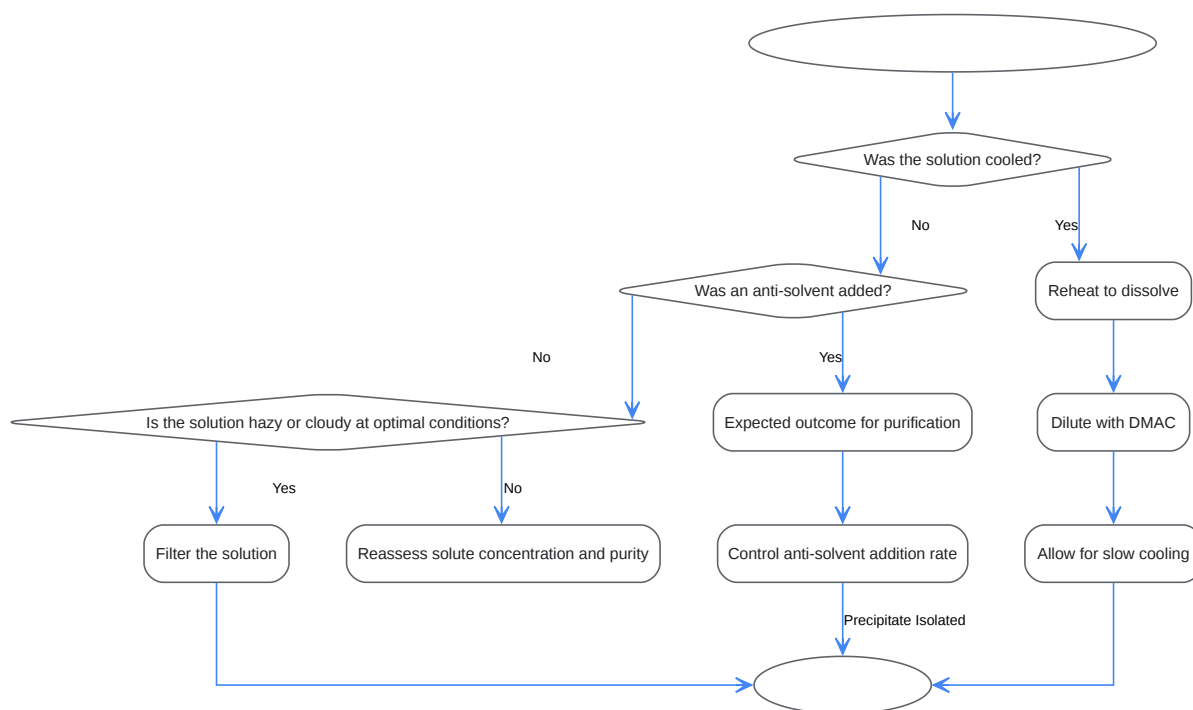 Was the solution cooled?
No
Yes
Was an anti-solvent added?
Reheat to dissolve
No
Yes
Is the solution hazy or cloudy at optimal conditions?
Expected outcome for purification
Dilute with DMAC
Yes
No
Filter the solution
Reassess solute concentration and purity
Control anti-solvent addition rate
Allow for slow cooling
Precipitate Isolated